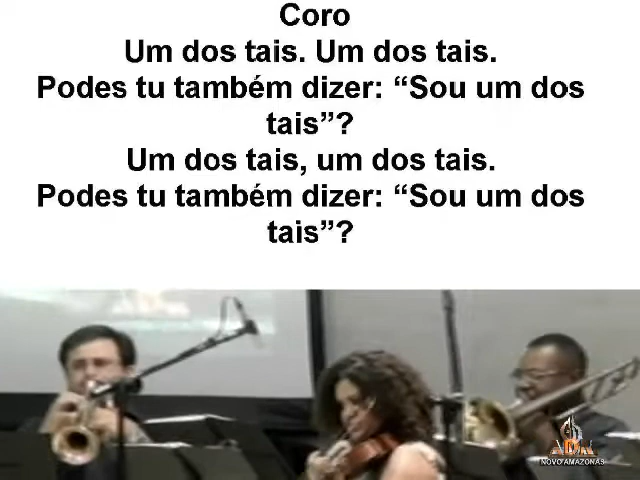 Coro
Um dos tais. Um dos tais.
Podes tu também dizer: “Sou um dos
tais”?
Um dos tais, um dos tais.
Podes tu também dizer: “Sou um dos
tais”?
NOVO AMAZONAS